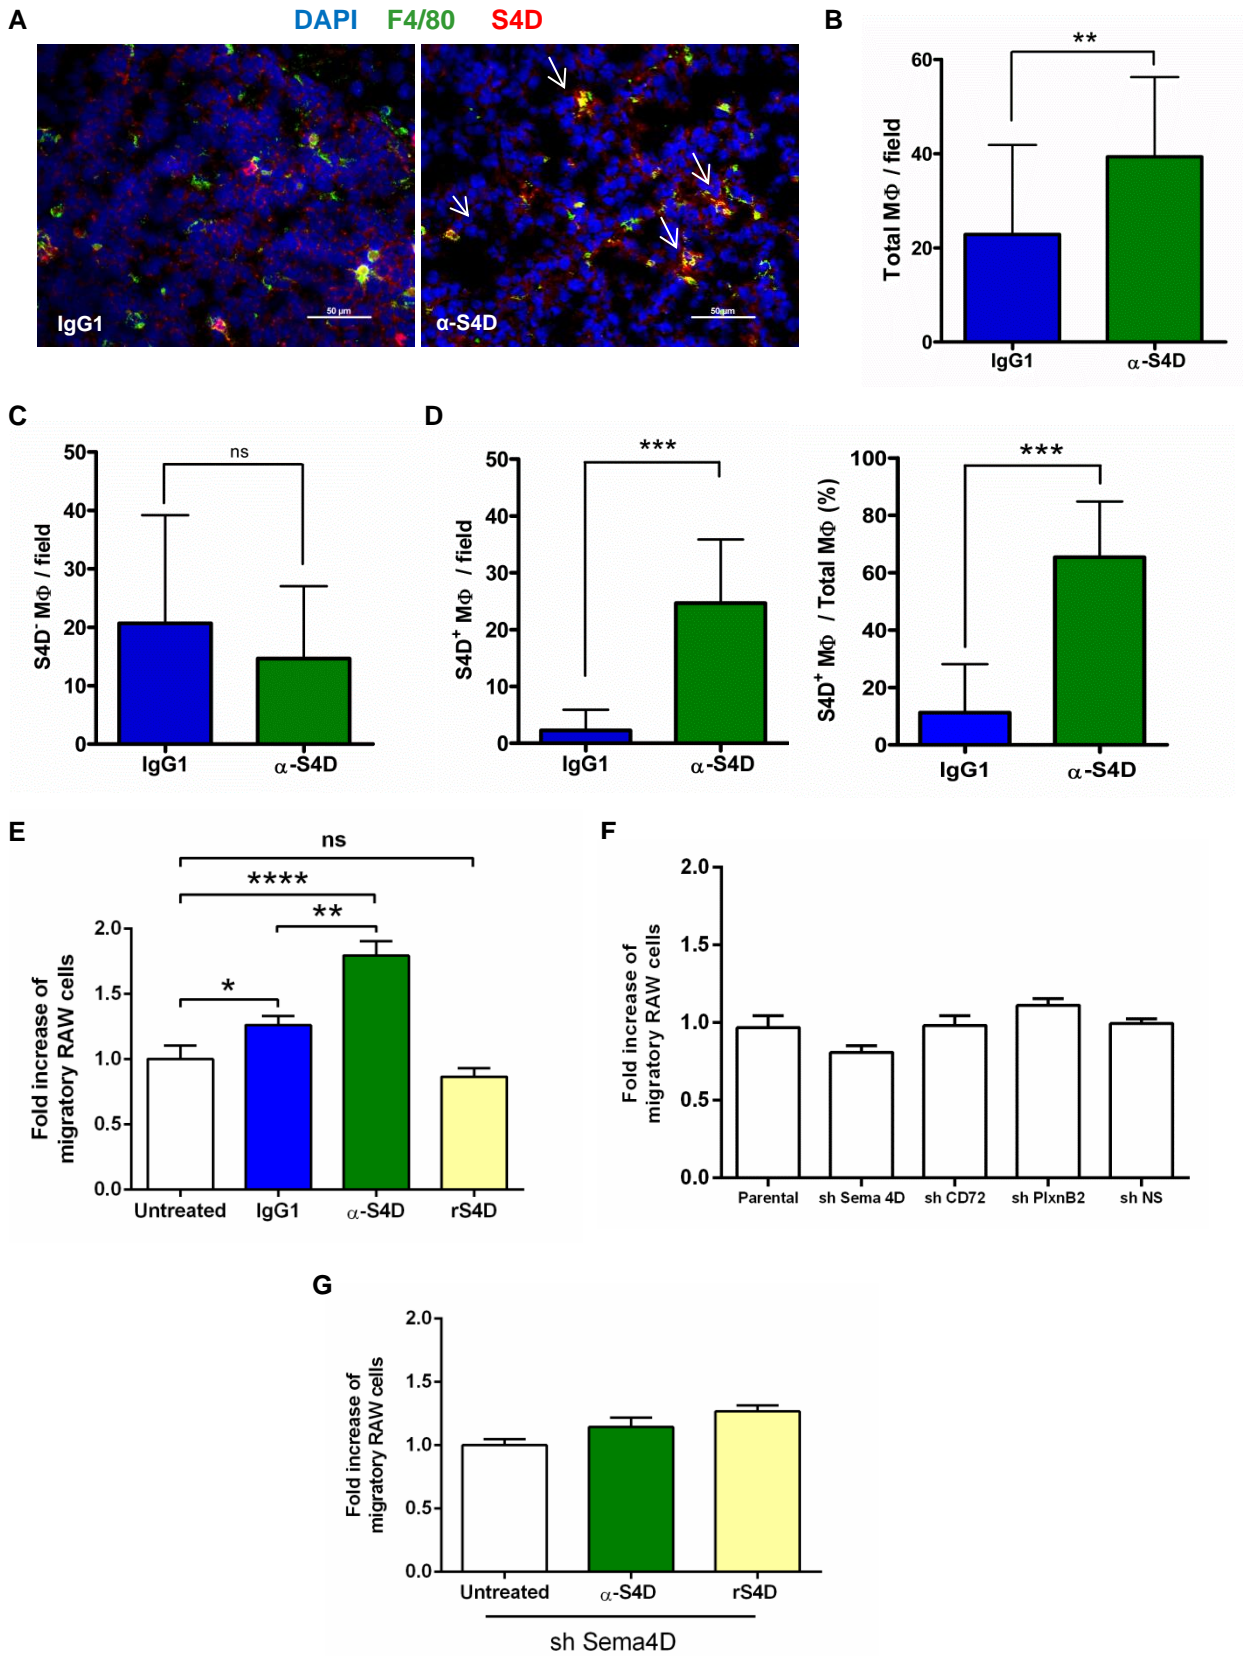 A
DAPI F4/80 S4D
IgG1
50 µm
α-S4D
50 µm
B
**
60
40
20
0
Total MΦ / field
IgG1
α-S4D
C
ns
50
40
30
20
10
0
S4D- MΦ / field
IgG1
α-S4D
D
***
50
40
30
20
10
0
S4D+ MΦ / field
IgG1
α-S4D
***
100
80
60
40
20
0
S4D+ MΦ / Total MΦ (%)
IgG1
α-S4D
E
ns
****
**
*
2.0
1.5
1.0
0.5
0.0
Fold increase of
migratory RAW cells
Untreated
IgG1
α-S4D
rS4D
F
2.0
1.5
1.0
0.5
0.0
Fold increase of
migratory RAW cells
Parental
sh Sema 4D
sh CD72
sh PlxnB2
sh NS
G
2.0
1.5
1.0
0.5
0.0
Fold increase of
migratory RAW cells
Untreated
α-S4D
rS4D
sh Sema4D